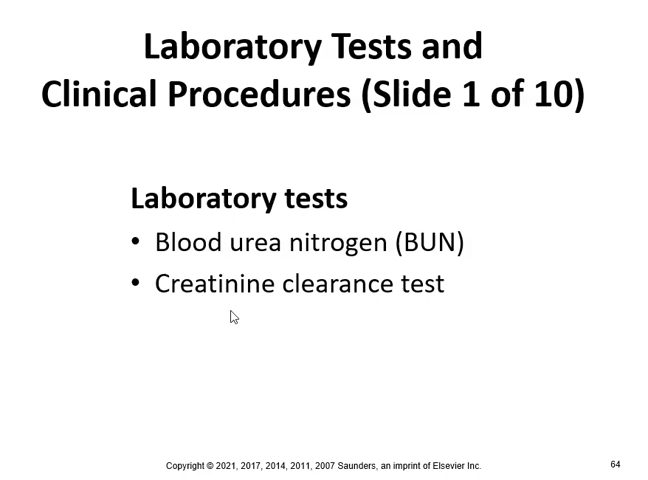 Laboratory Tests and
Clinical Procedures (Slide 1 of 10)
Laboratory tests
• Blood urea nitrogen (BUN)
• Creatinine clearance test
Copyright © 2021, 2017, 2014, 2011, 2007 Saunders, an imprint of Elsevier Inc.
64